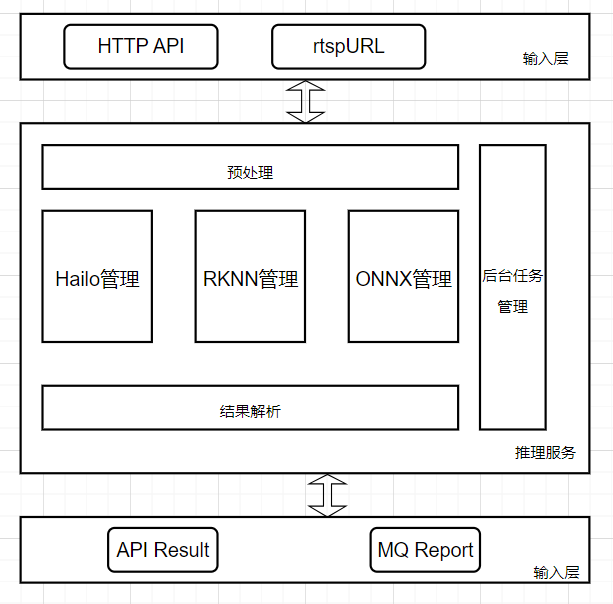 HTTP API
rtspURL
输入层
预处理
Hailo管理
RKNN管理
ONNX管理
后台任务
管理
结果解析
推理服务
API Result
MQ Report
输入层